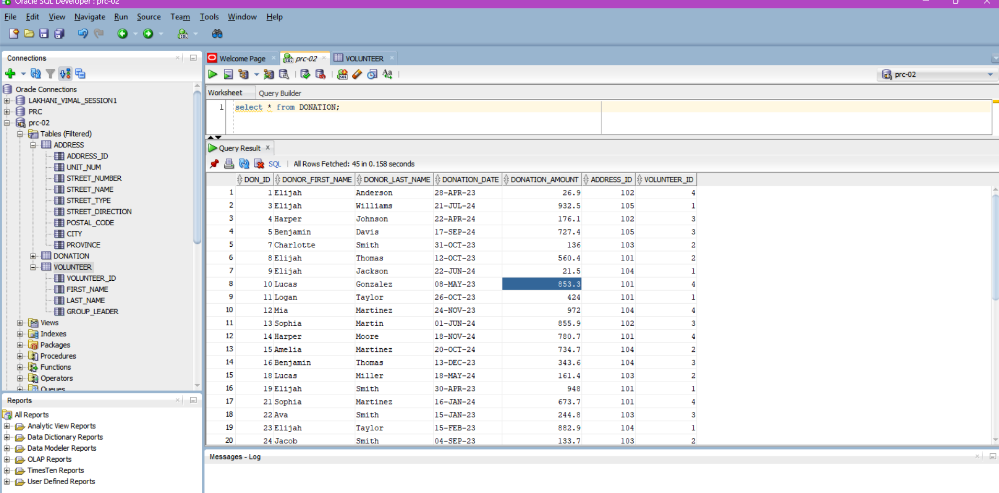 Oracle SQL Developer : prc-02
File Edit View Navigate Run Source Team Tools Window Help
Connections
Oracle Connections
LAKHANI_VIMAL_SESSION1
PRC
prc-02
Tables (Filtered)
ADDRESS
ADDRESS_ID
UNIT_NUM
STREET_NUMBER
STREET_NAME
STREET_TYPE
STREET_DIRECTION
POSTAL_CODE
CITY
PROVINCE
DONATION
VOLUNTEER
VOLUNTEER_ID
FIRST_NAME
LAST_NAME
GROUP_LEADER
Views
Indexes
Packages
Procedures
Functions
Operators
Queues
Reports
All Reports
Analytic View Reports
Data Dictionary Reports
Data Modeler Reports
OLAP Reports
TimesTen Reports
User Defined Reports
Welcome Page prc-02 VOLUNTEER
prc-02
Worksheet Query Builder
1 select * from DONATION;
Query Result
SQL | All Rows Fetched: 45 in 0.158 seconds
DON_ID DONOR_FIRST_NAME DONOR_LAST_NAME DONATION_DATE DONATION_AMOUNT ADDRESS_ID VOLUNTEER_ID
1 1 Elijah Anderson 28-APR-23 26.9 102 4
2 3 Elijah Williams 21-JUL-24 932.5 105 1
3 4 Harper Johnson 22-APR-24 176.1 102 3
4 5 Benjamin Davis 17-SEP-24 727.4 105 3
5 7 Charlotte Smith 31-OCT-23 136 103 2
6 8 Elijah Thomas 12-OCT-23 560.4 101 2
7 9 Elijah Jackson 22-JUN-24 21.5 104 1
8 10 Lucas Gonzalez 08-MAY-23 853.3 101 4
9 11 Logan Taylor 26-OCT-23 424 101 1
10 12 Mia Martinez 24-NOV-23 972 104 4
11 13 Sophia Martin 01-JUN-24 855.9 102 3
12 14 Harper Moore 18-NOV-24 780.7 101 4
13 15 Amelia Martinez 20-OCT-24 734.7 104 2
14 16 Benjamin Thomas 13-DEC-23 343.6 104 3
15 18 Lucas Miller 18-MAY-24 161.4 103 2
16 19 Elijah Smith 30-APR-23 948 101 1
17 21 Sophia Martinez 16-JAN-24 673.7 101 4
18 22 Ava Smith 15-JAN-23 244.8 103 3
19 23 Elijah Taylor 15-FEB-23 882.9 104 1
20 24 Jacob Smith 04-SEP-23 133.7 103 2
Messages - Log